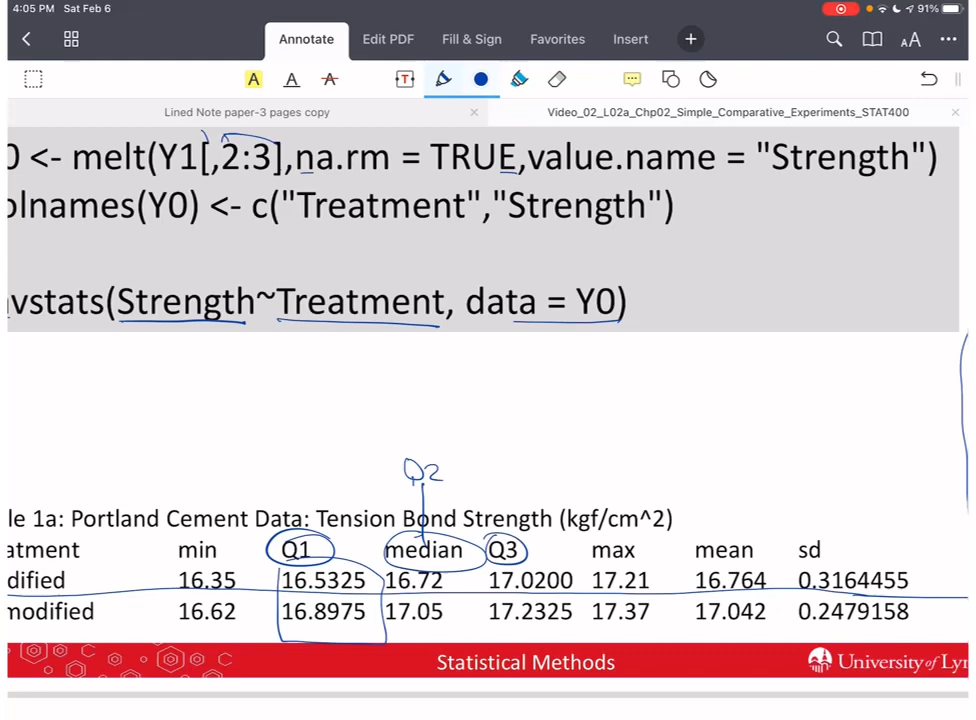 4:05 PM Sat Feb 6 91%
Annotate Edit PDF Fill & Sign Favorites Insert
Lined Note paper-3 pages copy Video_02_L02a_Chp02_Simple_Comparative_Experiments_STAT400
0 <- melt(Y1[,2:3],na.rm = TRUE,value.name = "Strength")
olnames(Y0) <- c("Treatment","Strength")
vstats(Strength~Treatment, data = Y0)
Q2
le 1a: Portland Cement Data: Tension Bond Strength (kgf/cm^2)
atment min Q1 median Q3 max mean sd
dified 16.35 16.5325 16.72 17.0200 17.21 16.764 0.3164455
modified 16.62 16.8975 17.05 17.2325 17.37 17.042 0.2479158
Statistical Methods University of Lyn